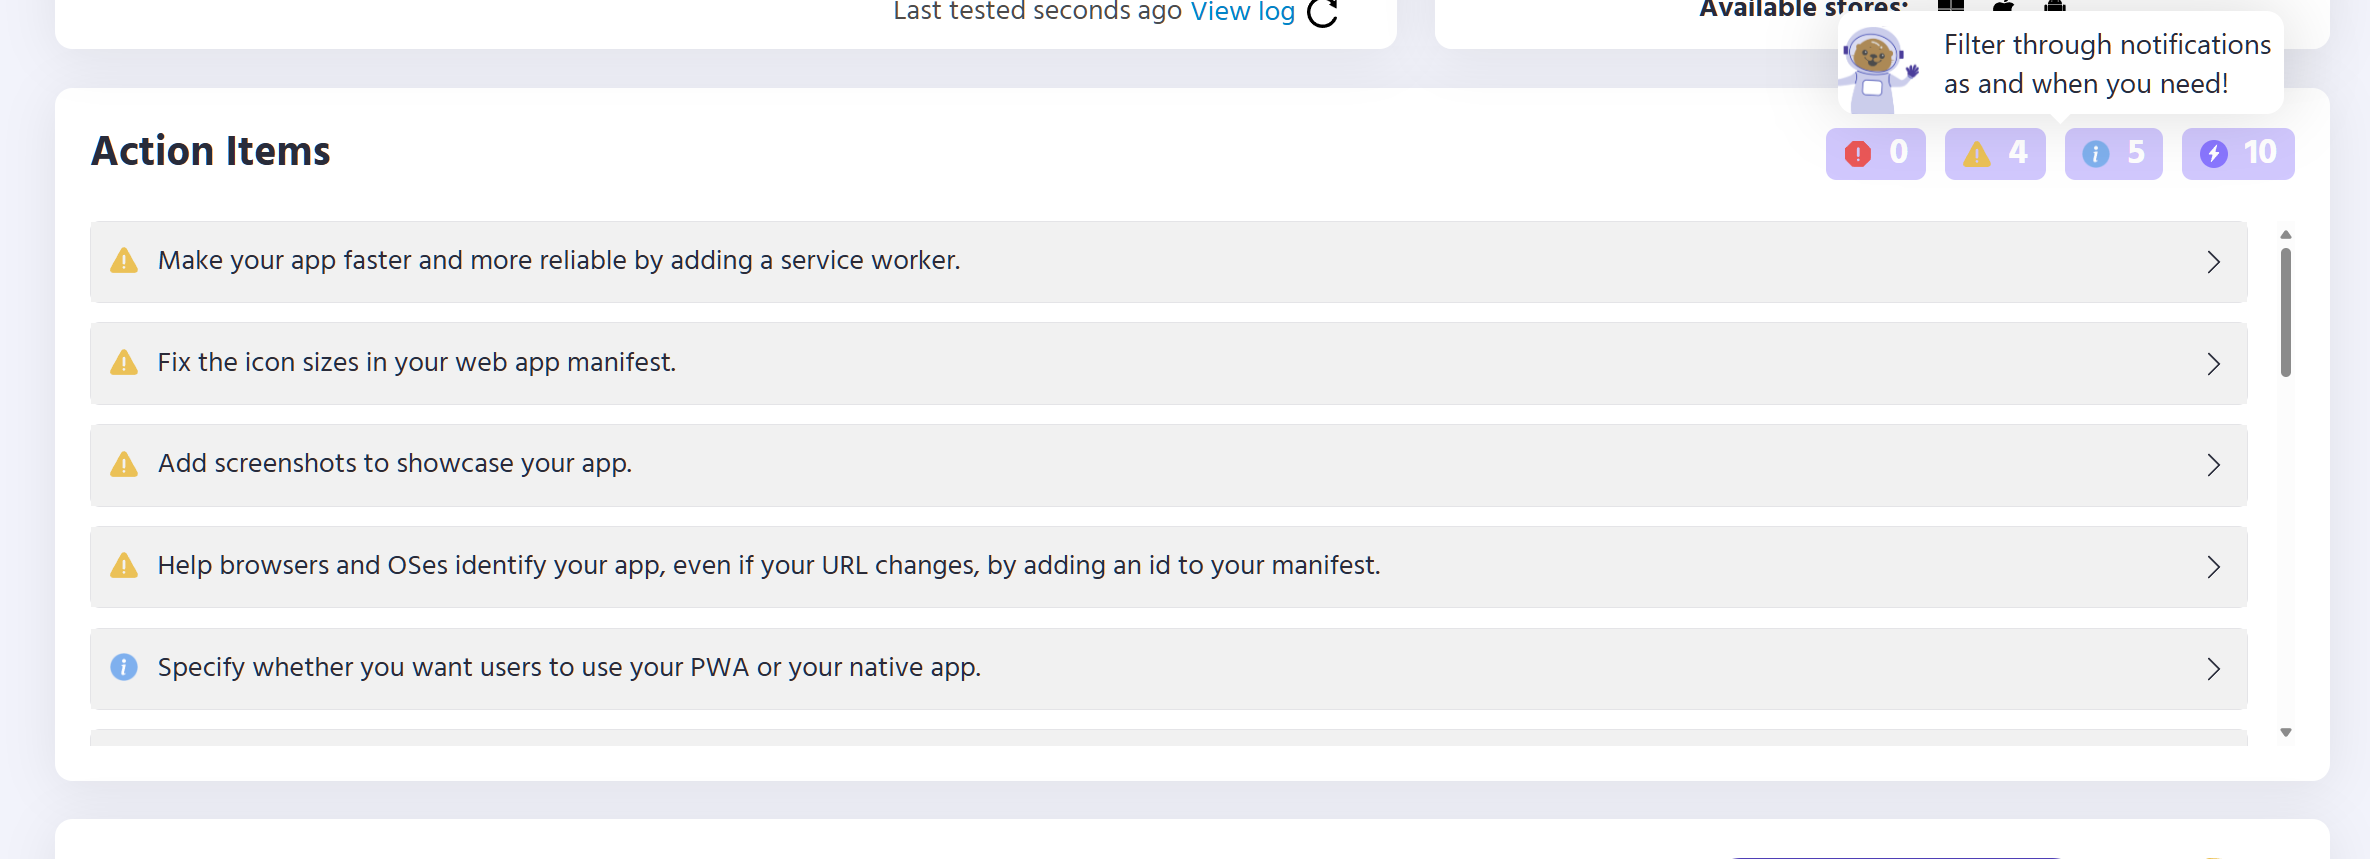 Last tested seconds ago View log
Available stores:
Filter through notifications
as and when you need!
Action Items
0 4 5 10
Make your app faster and more reliable by adding a service worker.
Fix the icon sizes in your web app manifest.
Add screenshots to showcase your app.
Help browsers and OSes identify your app, even if your URL changes, by adding an id to your manifest.
Specify whether you want users to use your PWA or your native app.